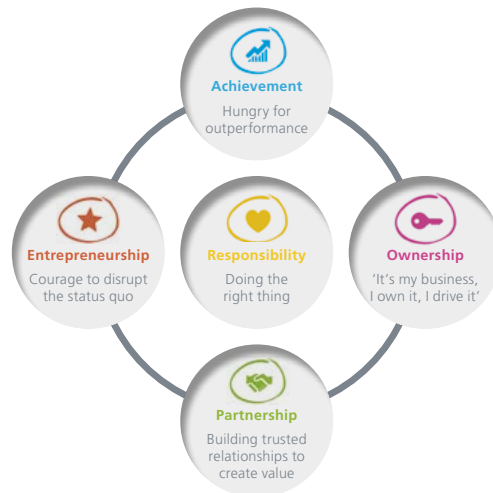 Achievement
Hungry for
outperformance
Entrepreneurship
Courage to disrupt
the status quo
Responsibility
Doing the
right thing
Ownership
‘It’s my business,
I own it, I drive it’
Partnership
Building trusted
relationships to
create value